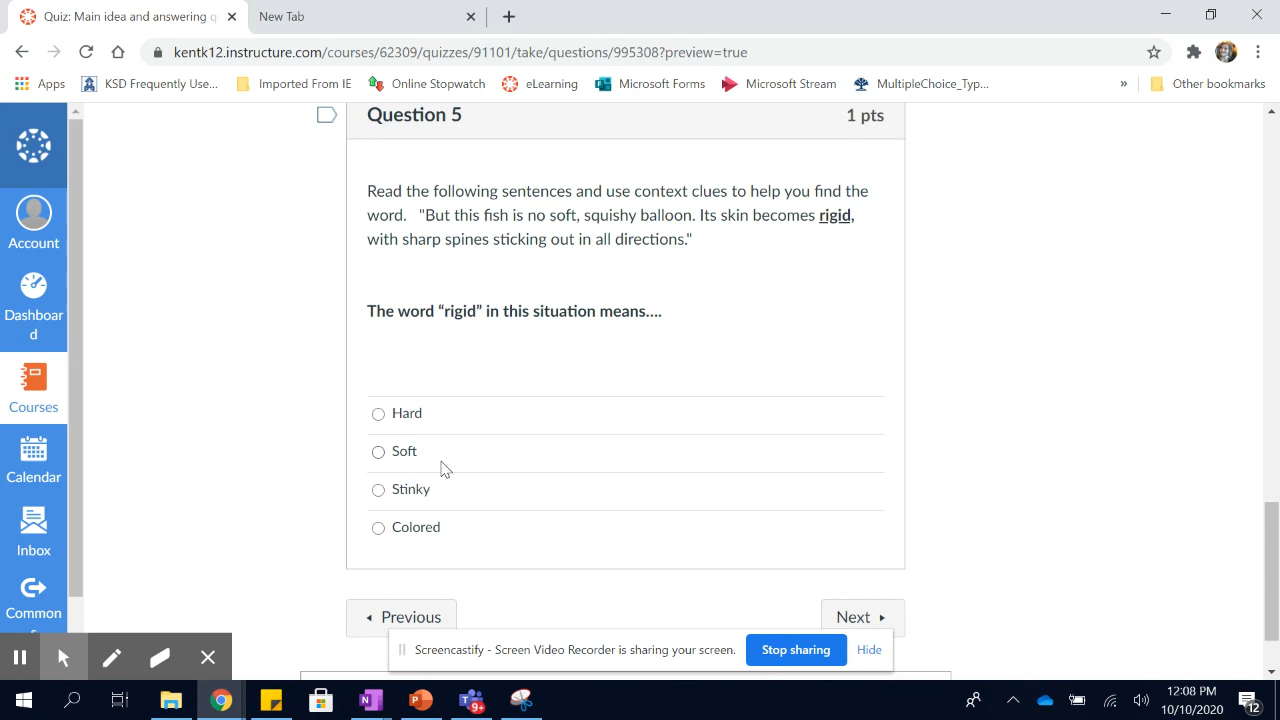 Quiz: Main idea and answering q
New Tab
kentk12.instructure.com/courses/62309/quizzes/91101/take/questions/995308?preview=true
Apps
KSD Frequently Use...
Imported From IE
Online Stopwatch
eLearning
Microsoft Forms
Microsoft Stream
MultipleChoice_Typ...
»
Other bookmarks
Account
Dashboar
d
Courses
Calendar
Inbox
Common
Question 5
1 pts
Read the following sentences and use context clues to help you find the
word. "But this fish is no soft, squishy balloon. Its skin becomes rigid,
with sharp spines sticking out in all directions."
The word “rigid” in this situation means....
Hard
Soft
Stinky
Colored
Previous
Next
Screencastify - Screen Video Recorder is sharing your screen.
Stop sharing
Hide
9+
12:08 PM
10/10/2020
12